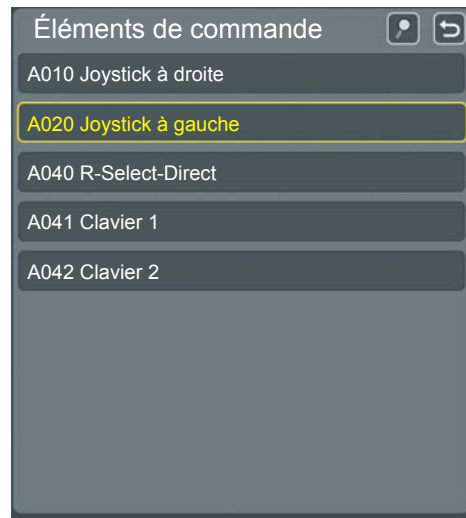 Éléments de commande
A010 Joystick à droite
A020 Joystick à gauche
A040 R-Select-Direct
A041 Clavier 1
A042 Clavier 2